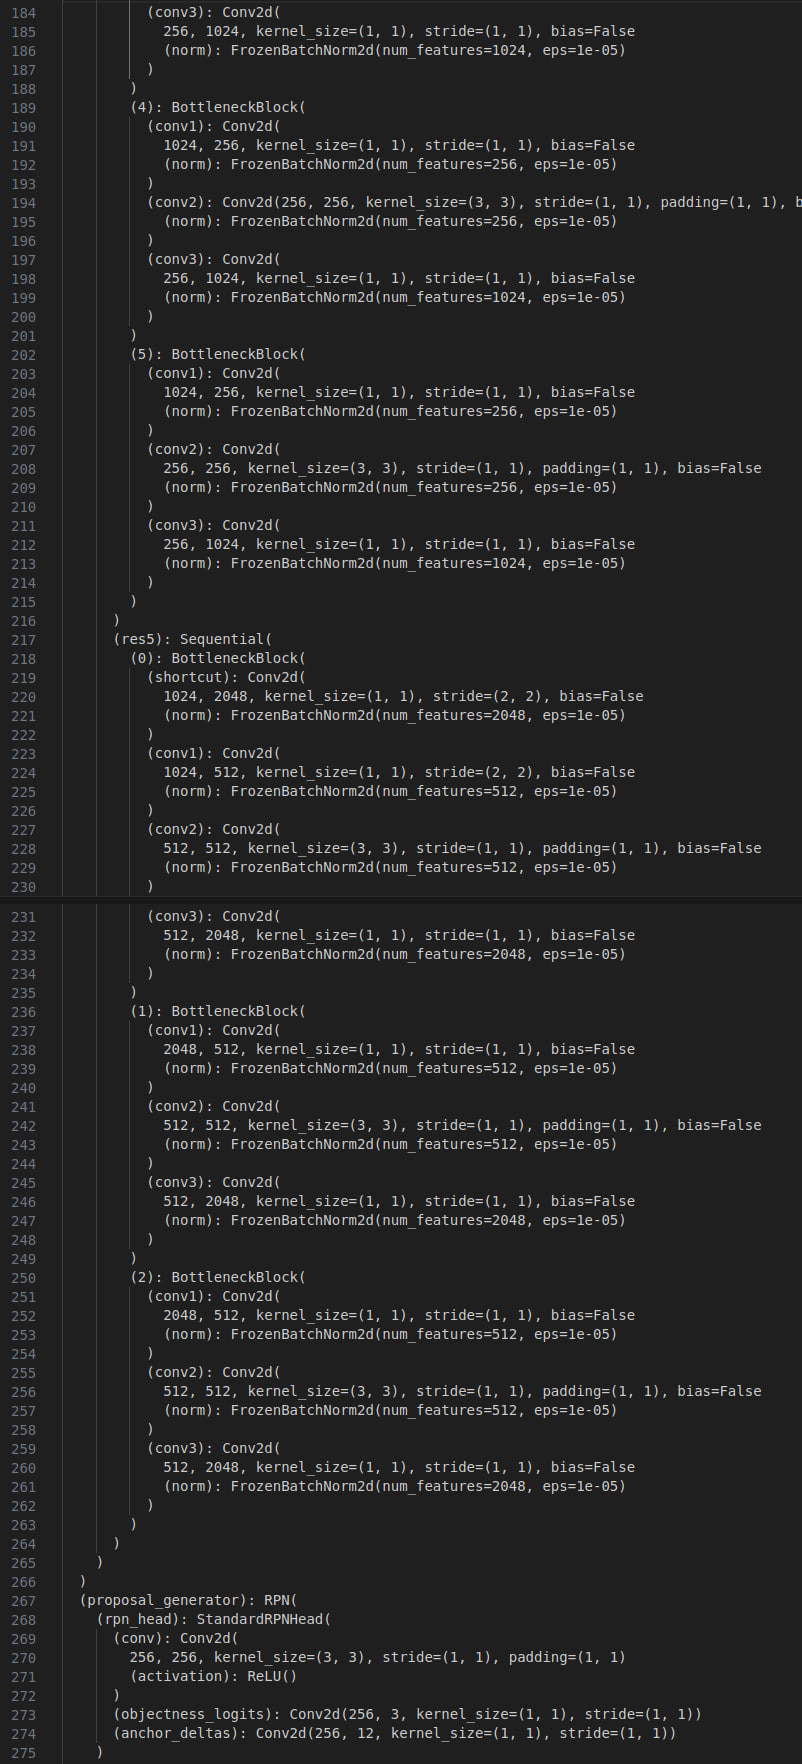 184 (conv3): Conv2d(
185 256, 1024, kernel_size=(1, 1), stride=(1, 1), bias=False
186 (norm): FrozenBatchNorm2d(num_features=1024, eps=1e-05)
187 )
188 )
189 (4): BottleneckBlock(
190 (conv1): Conv2d(
191 1024, 256, kernel_size=(1, 1), stride=(1, 1), bias=False
192 (norm): FrozenBatchNorm2d(num_features=256, eps=1e-05)
193 )
194 (conv2): Conv2d(256, 256, kernel_size=(3, 3), stride=(1, 1), padding=(1, 1), b
195 (norm): FrozenBatchNorm2d(num_features=256, eps=1e-05)
196 )
197 (conv3): Conv2d(
198 256, 1024, kernel_size=(1, 1), stride=(1, 1), bias=False
199 (norm): FrozenBatchNorm2d(num_features=1024, eps=1e-05)
200 )
201 )
202 (5): BottleneckBlock(
203 (conv1): Conv2d(
204 1024, 256, kernel_size=(1, 1), stride=(1, 1), bias=False
205 (norm): FrozenBatchNorm2d(num_features=256, eps=1e-05)
206 )
207 (conv2): Conv2d(
208 256, 256, kernel_size=(3, 3), stride=(1, 1), padding=(1, 1), bias=False
209 (norm): FrozenBatchNorm2d(num_features=256, eps=1e-05)
210 )
211 (conv3): Conv2d(
212 256, 1024, kernel_size=(1, 1), stride=(1, 1), bias=False
213 (norm): FrozenBatchNorm2d(num_features=1024, eps=1e-05)
214 )
215 )
216 )
217 (res5): Sequential(
218 (0): BottleneckBlock(
219 (shortcut): Conv2d(
220 1024, 2048, kernel_size=(1, 1), stride=(2, 2), bias=False
221 (norm): FrozenBatchNorm2d(num_features=2048, eps=1e-05)
222 )
223 (conv1): Conv2d(
224 1024, 512, kernel_size=(1, 1), stride=(2, 2), bias=False
225 (norm): FrozenBatchNorm2d(num_features=512, eps=1e-05)
226 )
227 (conv2): Conv2d(
228 512, 512, kernel_size=(3, 3), stride=(1, 1), padding=(1, 1), bias=False
229 (norm): FrozenBatchNorm2d(num_features=512, eps=1e-05)
230 )
231 (conv3): Conv2d(
232 512, 2048, kernel_size=(1, 1), stride=(1, 1), bias=False
233 (norm): FrozenBatchNorm2d(num_features=2048, eps=1e-05)
234 )
235 )
236 (1): BottleneckBlock(
237 (conv1): Conv2d(
238 2048, 512, kernel_size=(1, 1), stride=(1, 1), bias=False
239 (norm): FrozenBatchNorm2d(num_features=512, eps=1e-05)
240 )
241 (conv2): Conv2d(
242 512, 512, kernel_size=(3, 3), stride=(1, 1), padding=(1, 1), bias=False
243 (norm): FrozenBatchNorm2d(num_features=512, eps=1e-05)
244 )
245 (conv3): Conv2d(
246 512, 2048, kernel_size=(1, 1), stride=(1, 1), bias=False
247 (norm): FrozenBatchNorm2d(num_features=2048, eps=1e-05)
248 )
249 )
250 (2): BottleneckBlock(
251 (conv1): Conv2d(
252 2048, 512, kernel_size=(1, 1), stride=(1, 1), bias=False
253 (norm): FrozenBatchNorm2d(num_features=512, eps=1e-05)
254 )
255 (conv2): Conv2d(
256 512, 512, kernel_size=(3, 3), stride=(1, 1), padding=(1, 1), bias=False
257 (norm): FrozenBatchNorm2d(num_features=512, eps=1e-05)
258 )
259 (conv3): Conv2d(
260 512, 2048, kernel_size=(1, 1), stride=(1, 1), bias=False
261 (norm): FrozenBatchNorm2d(num_features=2048, eps=1e-05)
262 )
263 )
264 )
265 )
266 )
267 (proposal_generator): RPN(
268 (rpn_head): StandardRPNHead(
269 (conv): Conv2d(
270 256, 256, kernel_size=(3, 3), stride=(1, 1), padding=(1, 1)
271 (activation): ReLU()
272 )
273 (objectness_logits): Conv2d(256, 3, kernel_size=(1, 1), stride=(1, 1))
274 (anchor_deltas): Conv2d(256, 12, kernel_size=(1, 1), stride=(1, 1))
275 )